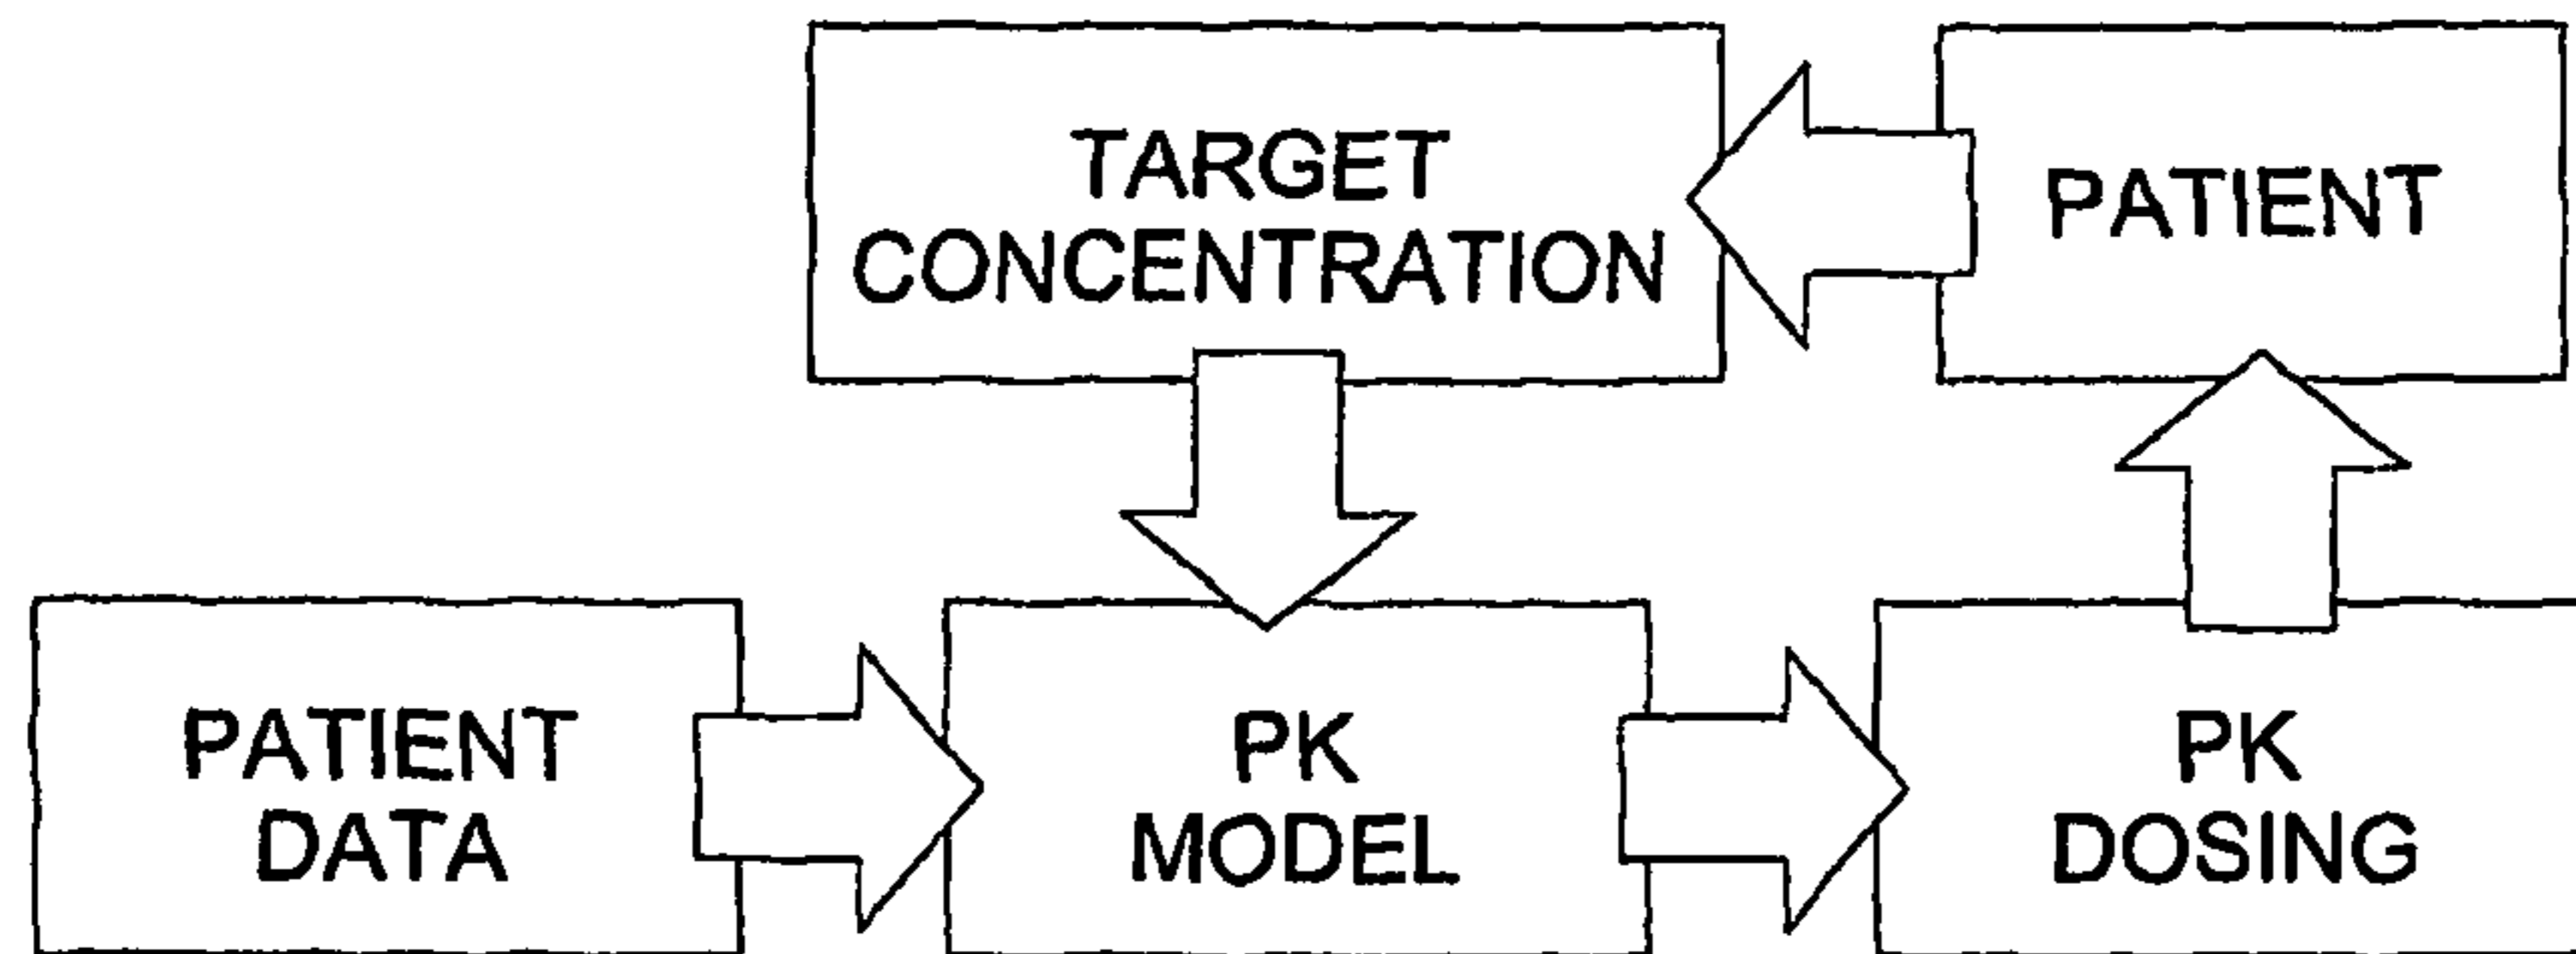 TARGET
CONCENTRATION
PATIENT
PATIENT
DATA
PK
MODEL
PK
DOSING